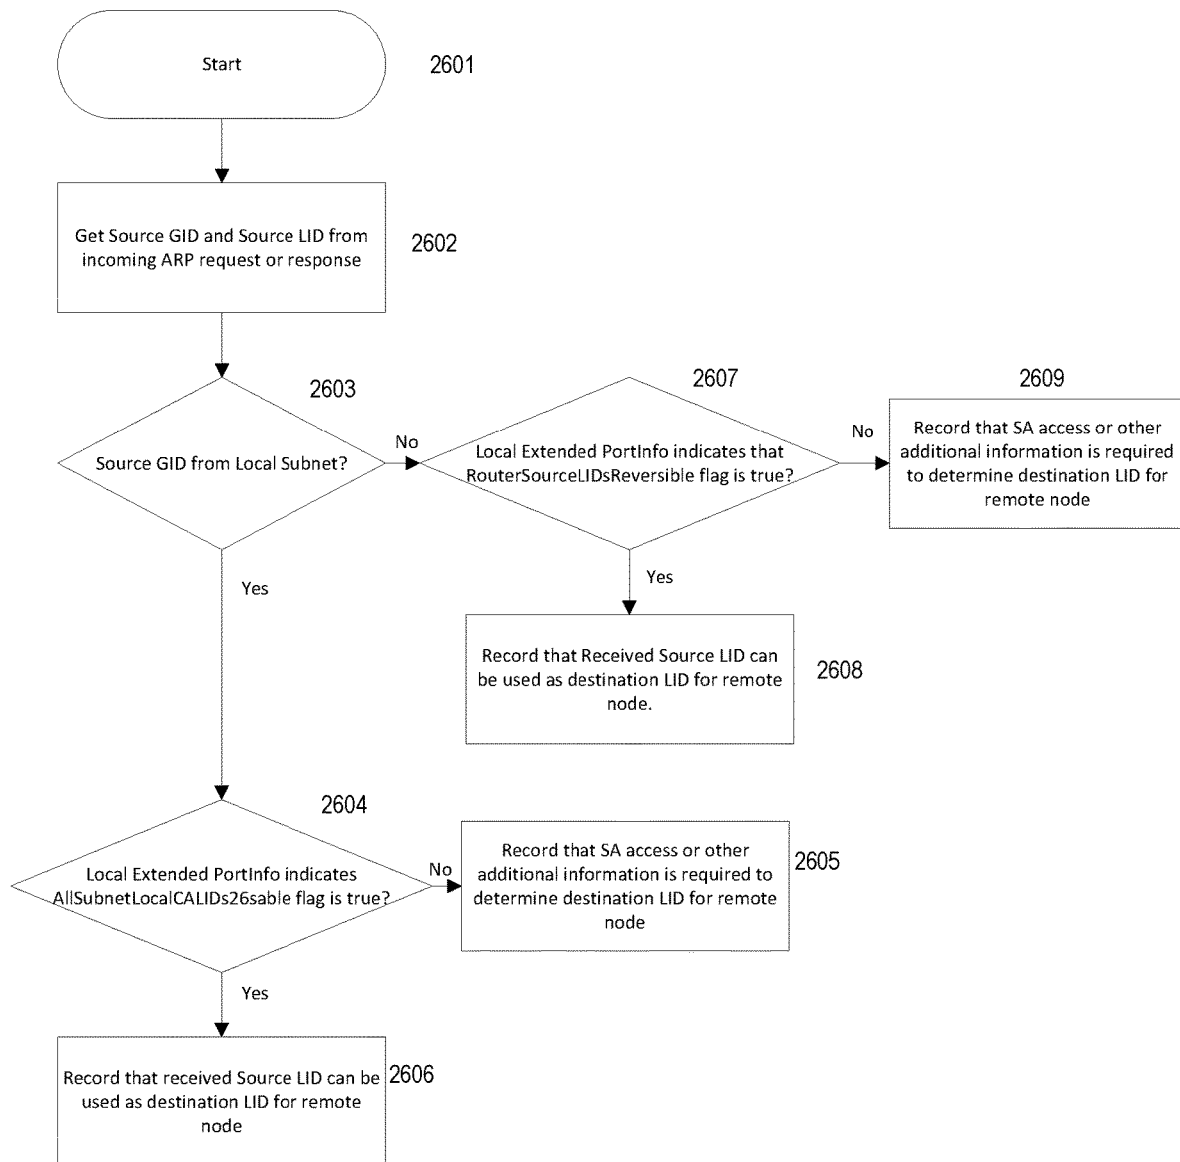 Start
2601
Get Source GID and Source LID from
incoming ARP request or response
2602
2603
Source GID from Local Subnet?
No
2607
Local Extended PortInfo indicates that
RouterSourceLIDsReversible flag is true?
No
2609
Record that SA access or other
additional information is required
to determine destination LID for
remote node
Yes
Yes
Record that Received Source LID can
be used as destination LID for remote
node.
2608
2604
Local Extended PortInfo indicates
AllSubnetLocalCALIDs26sable flag is true?
No
Record that SA access or other
additional information is required to
determine destination LID for remote
node
2605
Yes
Record that received Source LID can be
used as destination LID for remote
node
2606